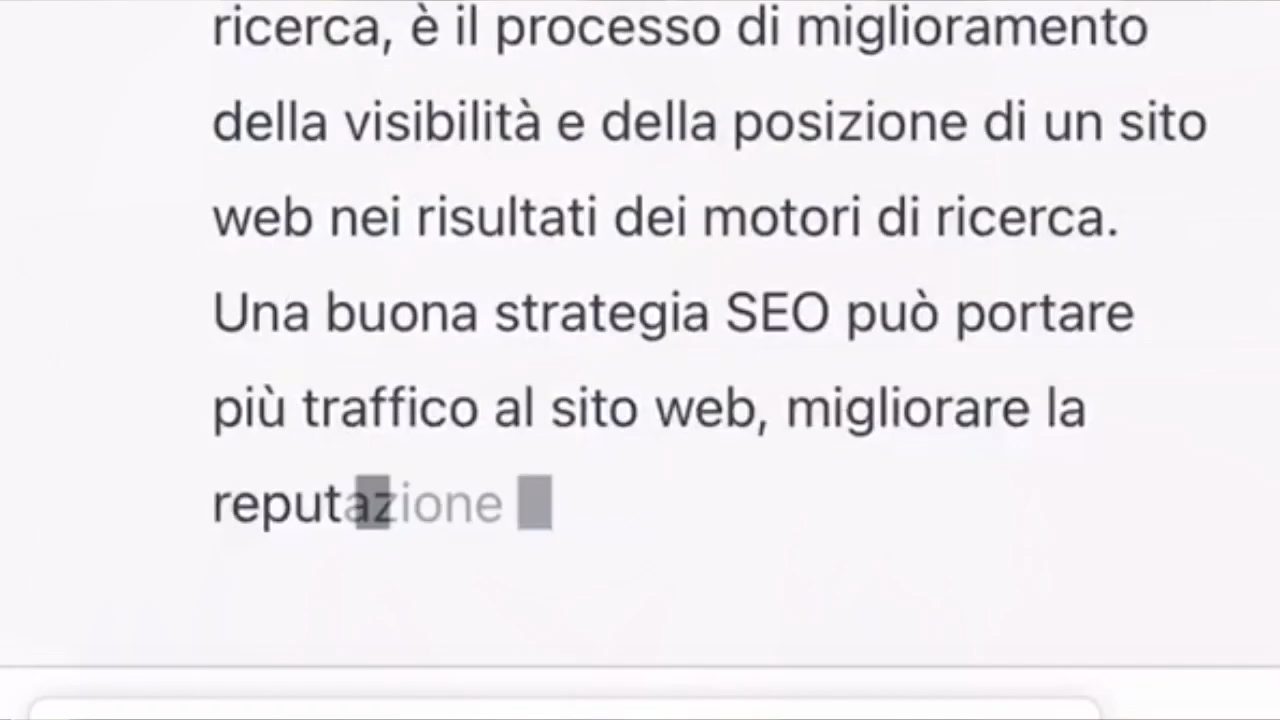 ricerca, è il processo di miglioramento
della visibilità e della posizione di un sito
web nei risultati dei motori di ricerca.
Una buona strategia SEO può portare
più traffico al sito web, migliorare la
reputazione